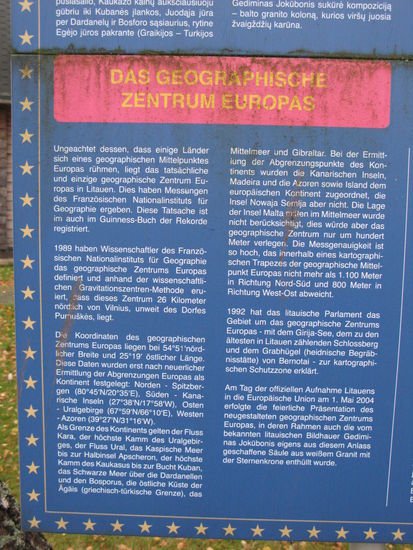 pusiasalio, Kaukazo kalnų aukščiausiuoju
gūbriu iki Kubanės įlankos, Juodąja jūra
per Dardanelų ir Bosforo sąsiaurius, rytine
Egėjo jūros pakrante (Graikijos - Turkijos
Gediminas Jokūbonis sukūrė kompoziciją
– balto granito koloną, kurios viršų juosia
žvaigždžių karūna.
DAS GEOGRAPHISCHE
ZENTRUM EUROPAS
Ungeachtet dessen, dass einige Länder
sich eines geographischen Mittelpunktes
Europas rühmen, liegt das tatsächliche
und einzige geographische Zentrum Eu-
ropas in Litauen. Dies haben Messungen
des Französischen Nationalinstituts für
Geographie ergeben. Diese Tatsache ist
auch im Guinness-Buch der Rekorde
registriert.
1989 haben Wissenschaftler des Franzö-
sischen Nationalinstituts für Geographie
das geographische Zentrums Europas
definiert und anhand der wissenschaftli-
chen Gravitationszentren-Methode eru-
iert, dass dieses Zentrum 26 Kilometer
nördlich von Vilnius, unweit des Dorfes
Purnuškės, liegt.
Die Koordinaten des geographischen
Zentrums Europas liegen bei 54°51' nörd-
licher Breite und 25°19' östlicher Länge.
Diese Daten wurden erst nach neuerlicher
Ermittlung der Abgrenzungen Europas als
Kontinent festgelegt: Norden - Spitzber-
gen (80°45'N/20°35'E), Süden - Kana-
rische Inseln (27°38'N/17°58'W), Osten
- Uralgebirge (67°59'N/66°10'E), Westen
- Azoren (39°27'N/31°16'W).
Als Grenze des Kontinents gelten der Fluss
Kara, der höchste Kamm des Uralgebir-
ges, der Fluss Ural, das Kaspische Meer
bis zur Halbinsel Apscheron, der höchste
Kamm des Kaukasus bis zur Bucht Kuban,
das Schwarze Meer über die Dardanellen
und den Bosporus, die östliche Küste der
Ägäis (griechisch-türkische Grenze), das
Mittelmeer und Gibraltar. Bei der Ermitt-
lung der Abgrenzungspunkte des Kon-
tinents wurden die Kanarischen Inseln,
Madeira und die Azoren sowie Island dem
europäischen Kontinent zugeordnet, die
Insel Nowaja Semlja aber nicht. Die Lage
der Insel Malta mitten im Mittelmeer wurde
nicht berücksichtigt, dies würde aber das
geographische Zentrum nur um hundert
Meter verlegen. Die Messgenauigkeit ist
so hoch, das innerhalb eines kartographi-
schen Trapezes der geographische Mittel-
punkt Europas nicht mehr als 1.100 Meter
in Richtung Nord-Süd und 800 Meter in
Richtung West-Ost abweicht.
1992 hat das litauische Parlament das
Gebiet um das geographische Zentrums
Europas - mit dem Girija-See, dem zu den
ältesten in Litauen zählenden Schlossberg
und dem Grabhügel (heidnische Begräb-
nisstätte) von Bernotai - zur kartographi-
schen Schutzzone erklärt.
Am Tag der offiziellen Aufnahme Litauens
in die Europäische Union am 1. Mai 2004
erfolgte die feierliche Präsentation des
neugestalteten geographischen Zentrums
Europas, in deren Rahmen auch die vom
bekannten litauischen Bildhauer Gedimi-
nas Jokūbonis eigens aus diesem Anlass
geschaffene Säule aus weißem Granit mit
der Sternenkrone enthüllt wurde.